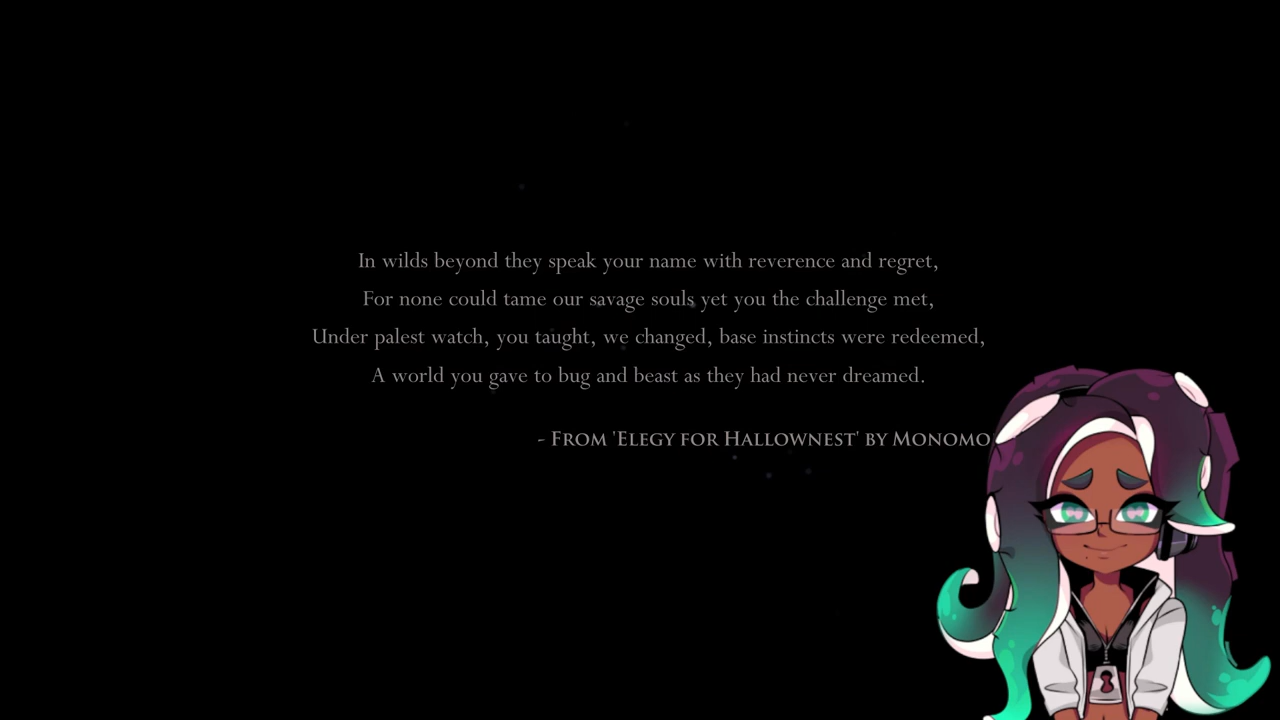 In wilds beyond they speak your name with reverence and regret,
For none could tame our savage souls yet you the challenge met,
Under palest watch, you taught, we changed, base instincts were redeemed,
A world you gave to bug and beast as they had never dreamed.
- From 'Elegy for Hallownest' by Monomo